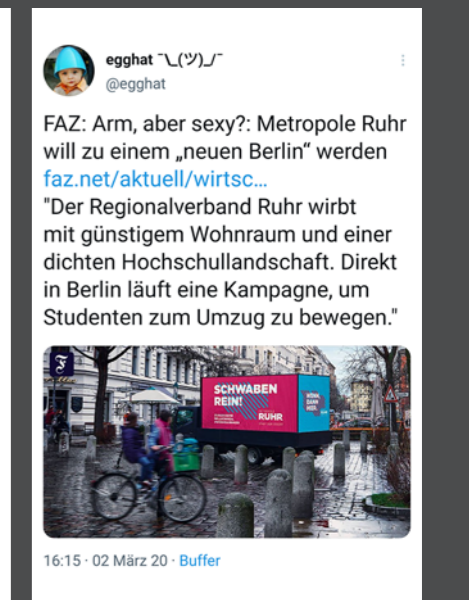 egghat ¯\_(ツ)_/¯
@egghat
FAZ: Arm, aber sexy?: Metropole Ruhr
will zu einem „neuen Berlin“ werden
faz.net/aktuell/wirtsc...
"Der Regionalverband Ruhr wirbt
mit günstigem Wohnraum und einer
dichten Hochschullandschaft. Direkt
in Berlin läuft eine Kampagne, um
Studenten zum Umzug zu bewegen."
SCHWABEN
REIN!
RUHR
16:15 · 02 März 20 · Buffer